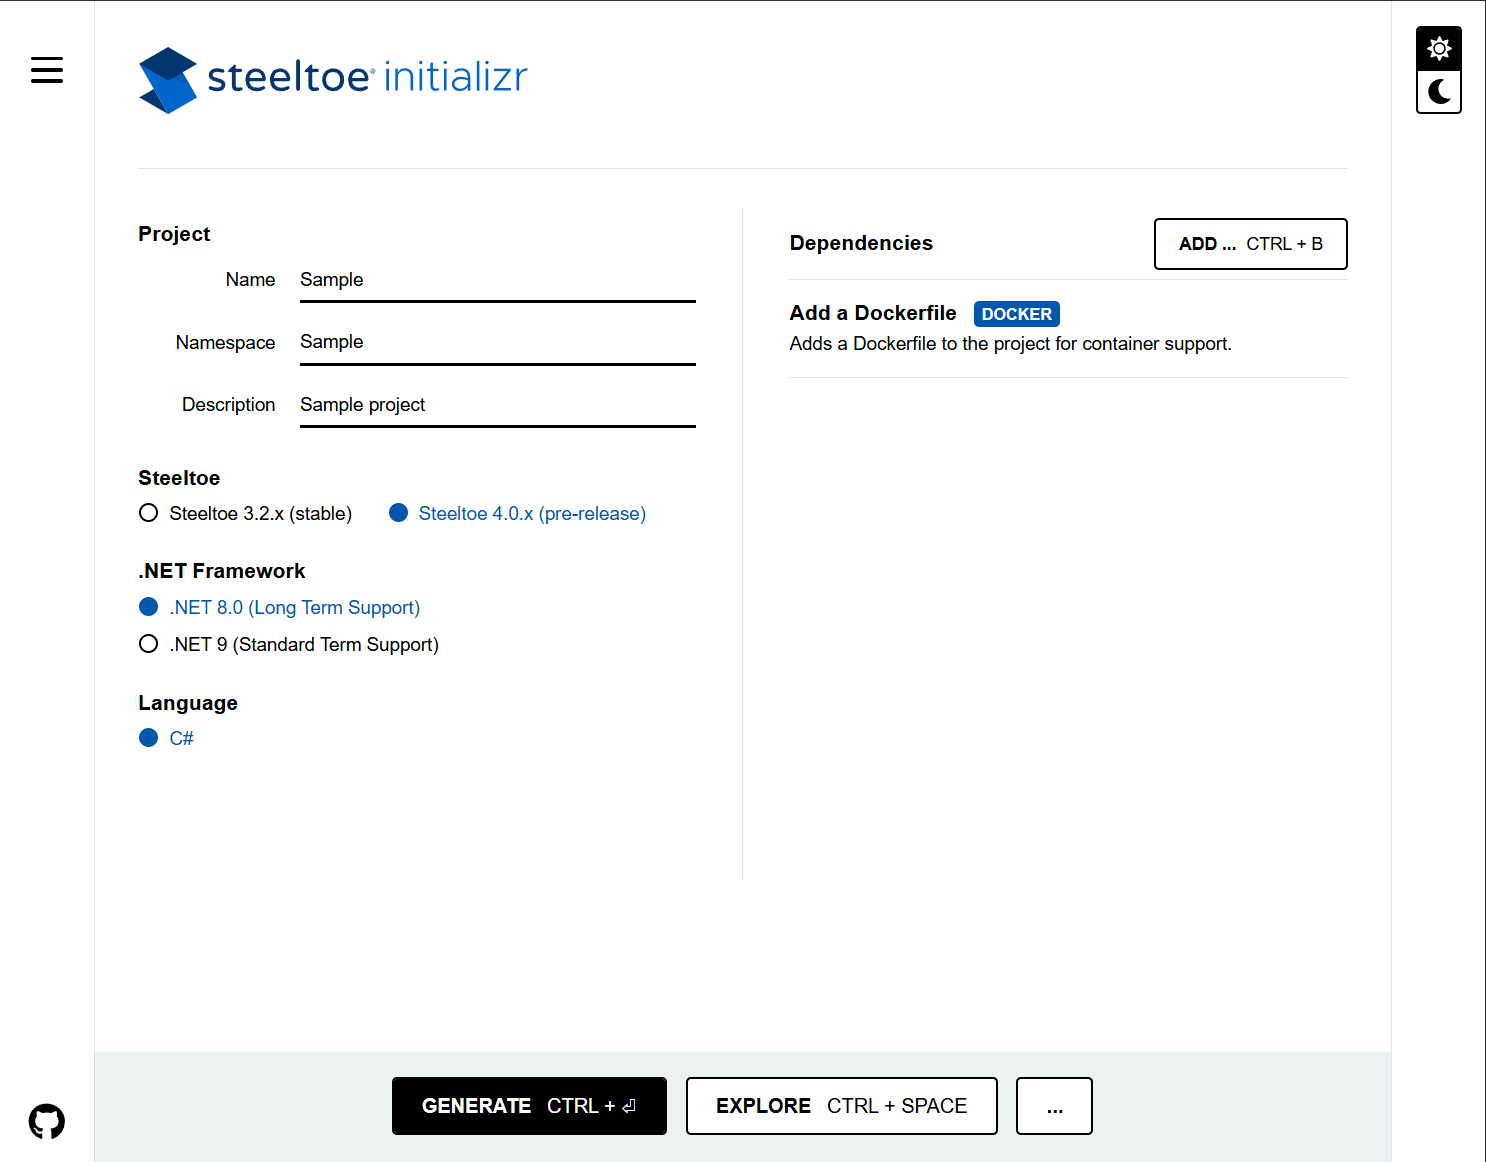 steeltoe® initializr
Project
Name Sample
Namespace Sample
Description Sample project
Steeltoe
Steeltoe 3.2.x (stable) Steeltoe 4.0.x (pre-release)
.NET Framework
.NET 8.0 (Long Term Support)
.NET 9 (Standard Term Support)
Language
C#
Dependencies ADD ... CTRL + B
Add a Dockerfile DOCKER
Adds a Dockerfile to the project for container support.
GENERATE CTRL + ⏎ EXPLORE CTRL + SPACE ...